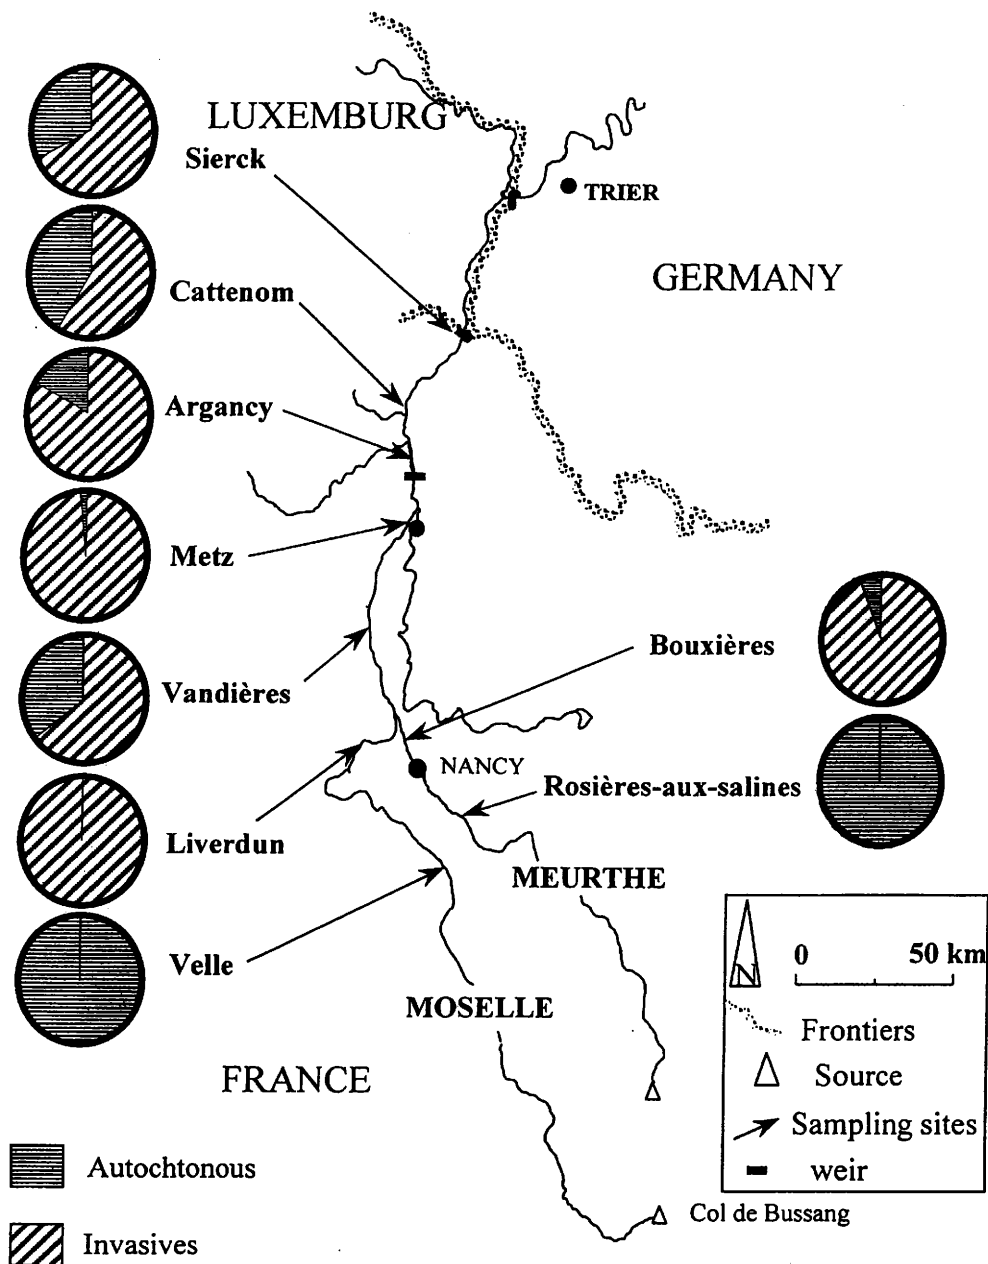 LUXEMBURG
Sierck
TRIER
GERMANY
Cattenom
Argancy
Metz
Bouxières
Vandières
NANCY
Rosières-aux-salines
Liverdun
MEURTHE
Velle
MOSELLE
FRANCE
N
0 50 km
Frontiers
Source
Sampling sites
weir
Col de Bussang
Autochtonous
Invasives